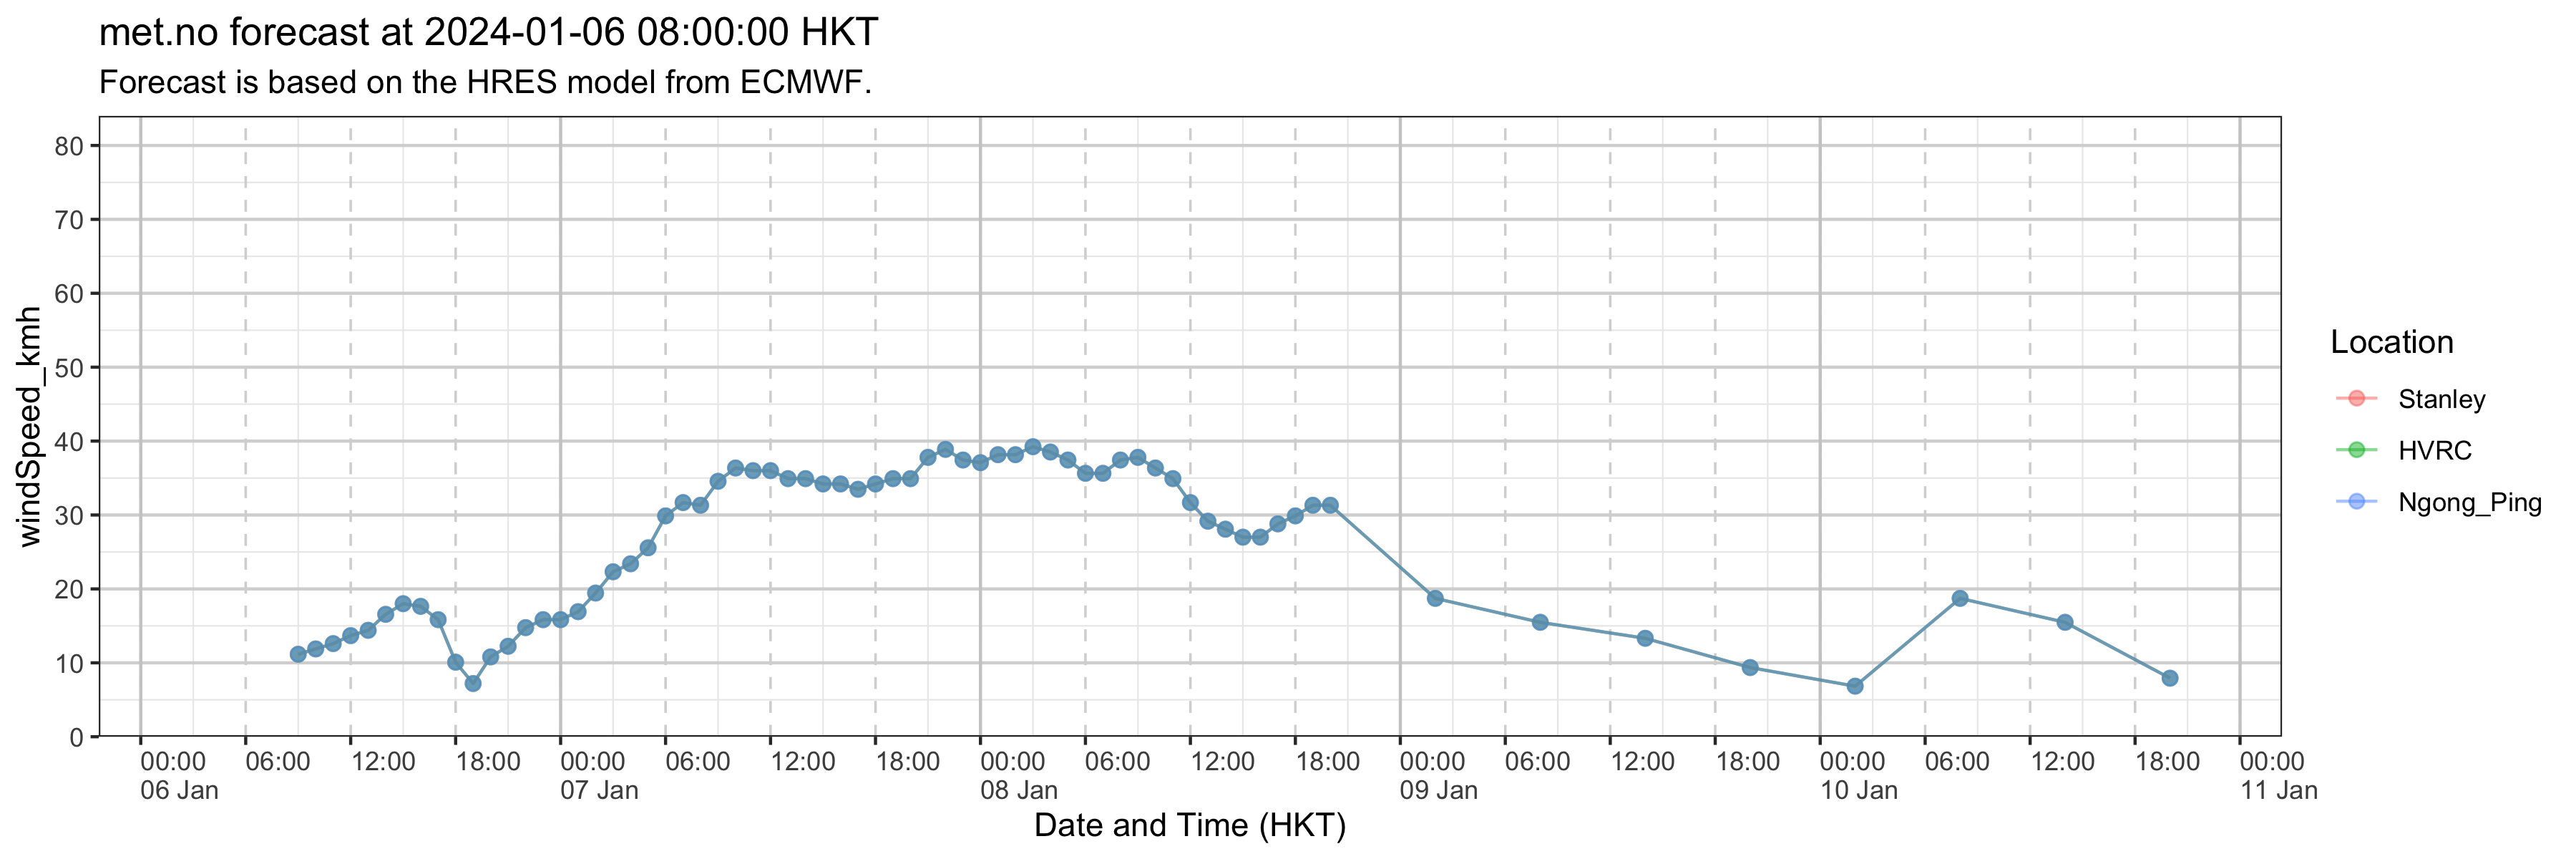 met.no forecast at 2024-01-06 08:00:00 HKT
Forecast is based on the HRES model from ECMWF.
windSpeed_kmh
80
70
60
50
40
30
20
10
0
00:00 06:00 12:00 18:00 00:00 06:00 12:00 18:00 00:00 06:00 12:00 18:00 00:00 06:00 12:00 18:00 00:00 06:00 12:00 18:00 00:00
06 Jan 07 Jan 08 Jan 09 Jan 10 Jan 11 Jan
Date and Time (HKT)
Location
Stanley
HVRC
Ngong_Ping